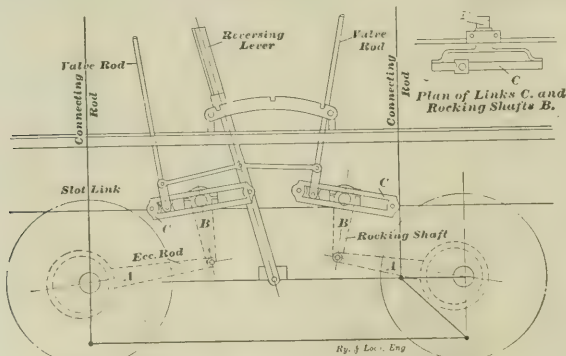 Reversing
Lever
Valve
Rod
Valve Rod
Connecting
Rod
Connecting
Rod
C
Plan of Links C. and
Rocking Shafts B.
Slot Link
C
C
B
B
Rocking Shaft
Ecc. Rod
A
A
Ry. & Loco. Eng